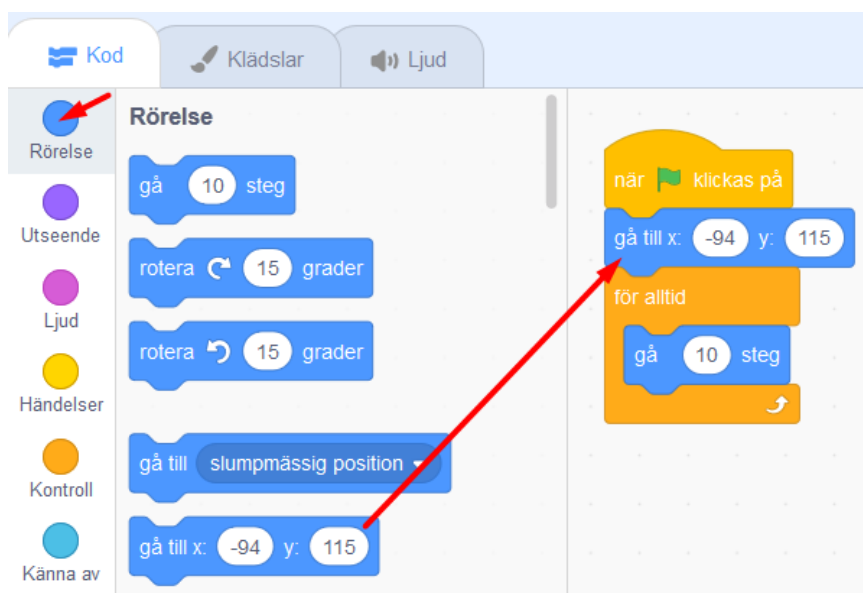 Kod
Klädslar
Ljud
Rörelse
Utseende
Ljud
Händelser
Kontroll
Känna av
Rörelse
gå 10 steg
rotera 15 grader
rotera 15 grader
gå till slumpmässig position
gå till x: -94 y: 115
när klickas på
gå till x: -94 y: 115
för alltid
gå 10 steg